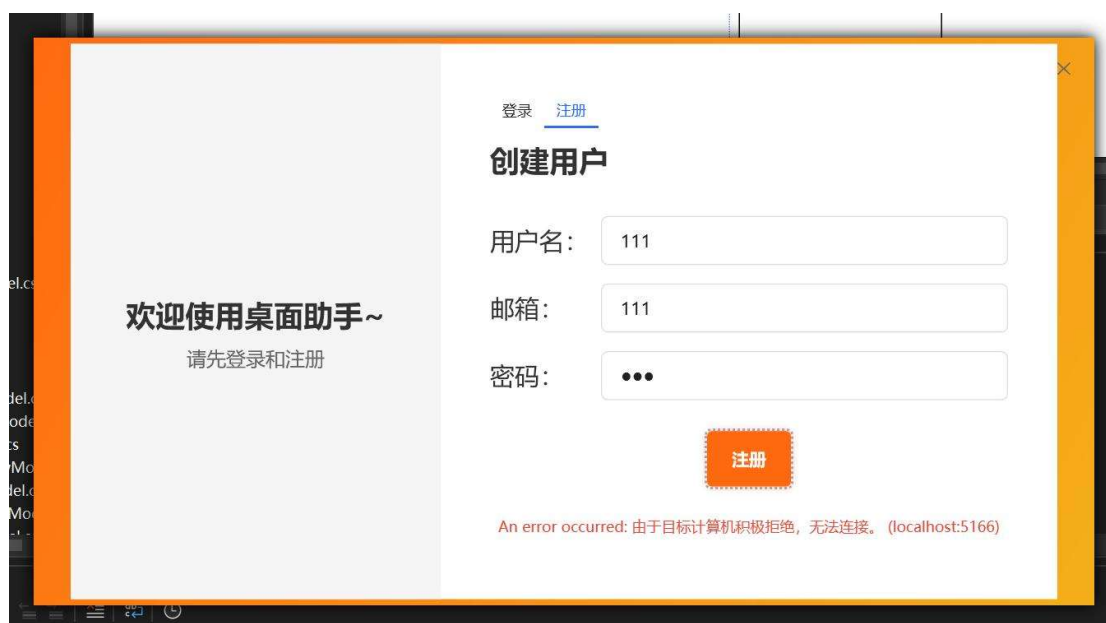 登录 注册
创建用户
用户名： 111
邮箱： 111
密码： •••
注册
An error occurred: 由于目标计算机积极拒绝，无法连接。 (localhost:5166)
欢迎使用桌面助手~
请先登录和注册